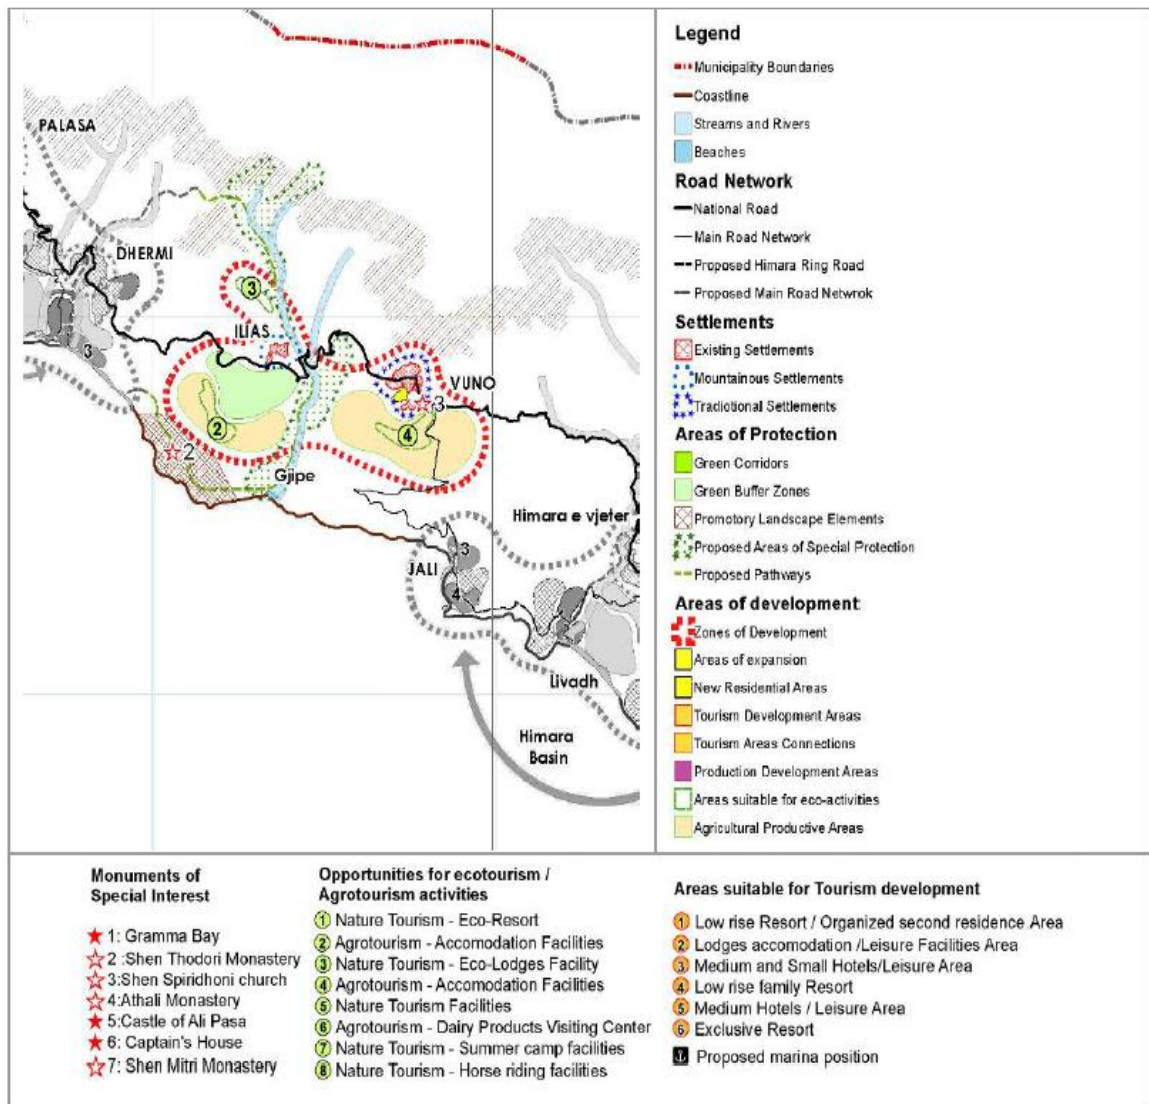 PALASA
DHERMI
3
3
ILIAS
VUNO
3
2
4
2
Gjipe
Himara e vjeter
3
JALI
4
Livadh
Himara
Basin
Legend
Municipality Boundaries
Coastline
Streams and Rivers
Beaches
Road Network
National Road
Main Road Network
Proposed Himara Ring Road
Proposed Main Road Netwrok
Settlements
Existing Settlements
Mountainous Settlements
Tradiotional Settlements
Areas of Protection
Green Corridors
Green Buffer Zones
Promotory Landscape Elements
Proposed Areas of Special Protection
Proposed Pathways
Areas of development
Zones of Development
Areas of expansion
New Residential Areas
Tourism Development Areas
Tourism Areas Connections
Production Development Areas
Areas suitable for eco-activities
Agricultural Productive Areas
Monuments of
Special Interest
1: Gramma Bay
2 :Shen Thodori Monastery
3:Shen Spiridhoni church
4:Athali Monastery
5:Castle of Ali Pasa
6: Captain's House
7: Shen Mitri Monastery
Opportunities for ecotourism /
Agrotourism activities
1 Nature Tourism - Eco-Resort
2 Agrotourism - Accomodation Facilities
3 Nature Tourism - Eco-Lodges Facility
4 Agrotourism - Accomodation Facilities
5 Nature Tourism Facilities
6 Agrotourism - Dairy Products Visiting Center
7 Nature Tourism - Summer camp facilities
8 Nature Tourism - Horse riding facilities
Areas suitable for Tourism development
1 Low rise Resort / Organized second residence Area
2 Lodges accomodation /Leisure Facilities Area
3 Medium and Small Hotels/Leisure Area
4 Low rise family Resort
5 Medium Hotels / Leisure Area
6 Exclusive Resort
Proposed marina position